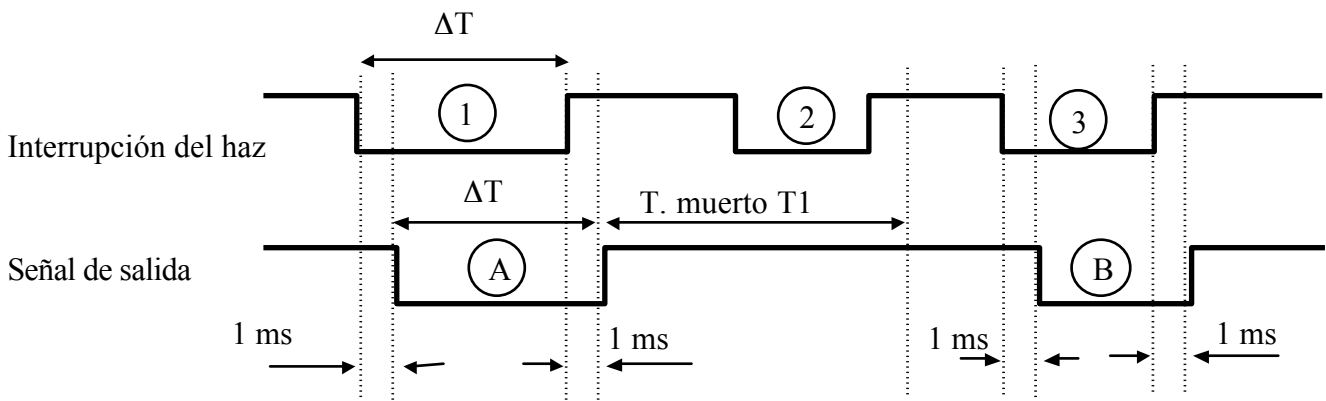 ΔT
1
2
3
Interrupción del haz
ΔT
T. muerto T1
A
B
Señal de salida
1 ms
1 ms
1 ms
1 ms